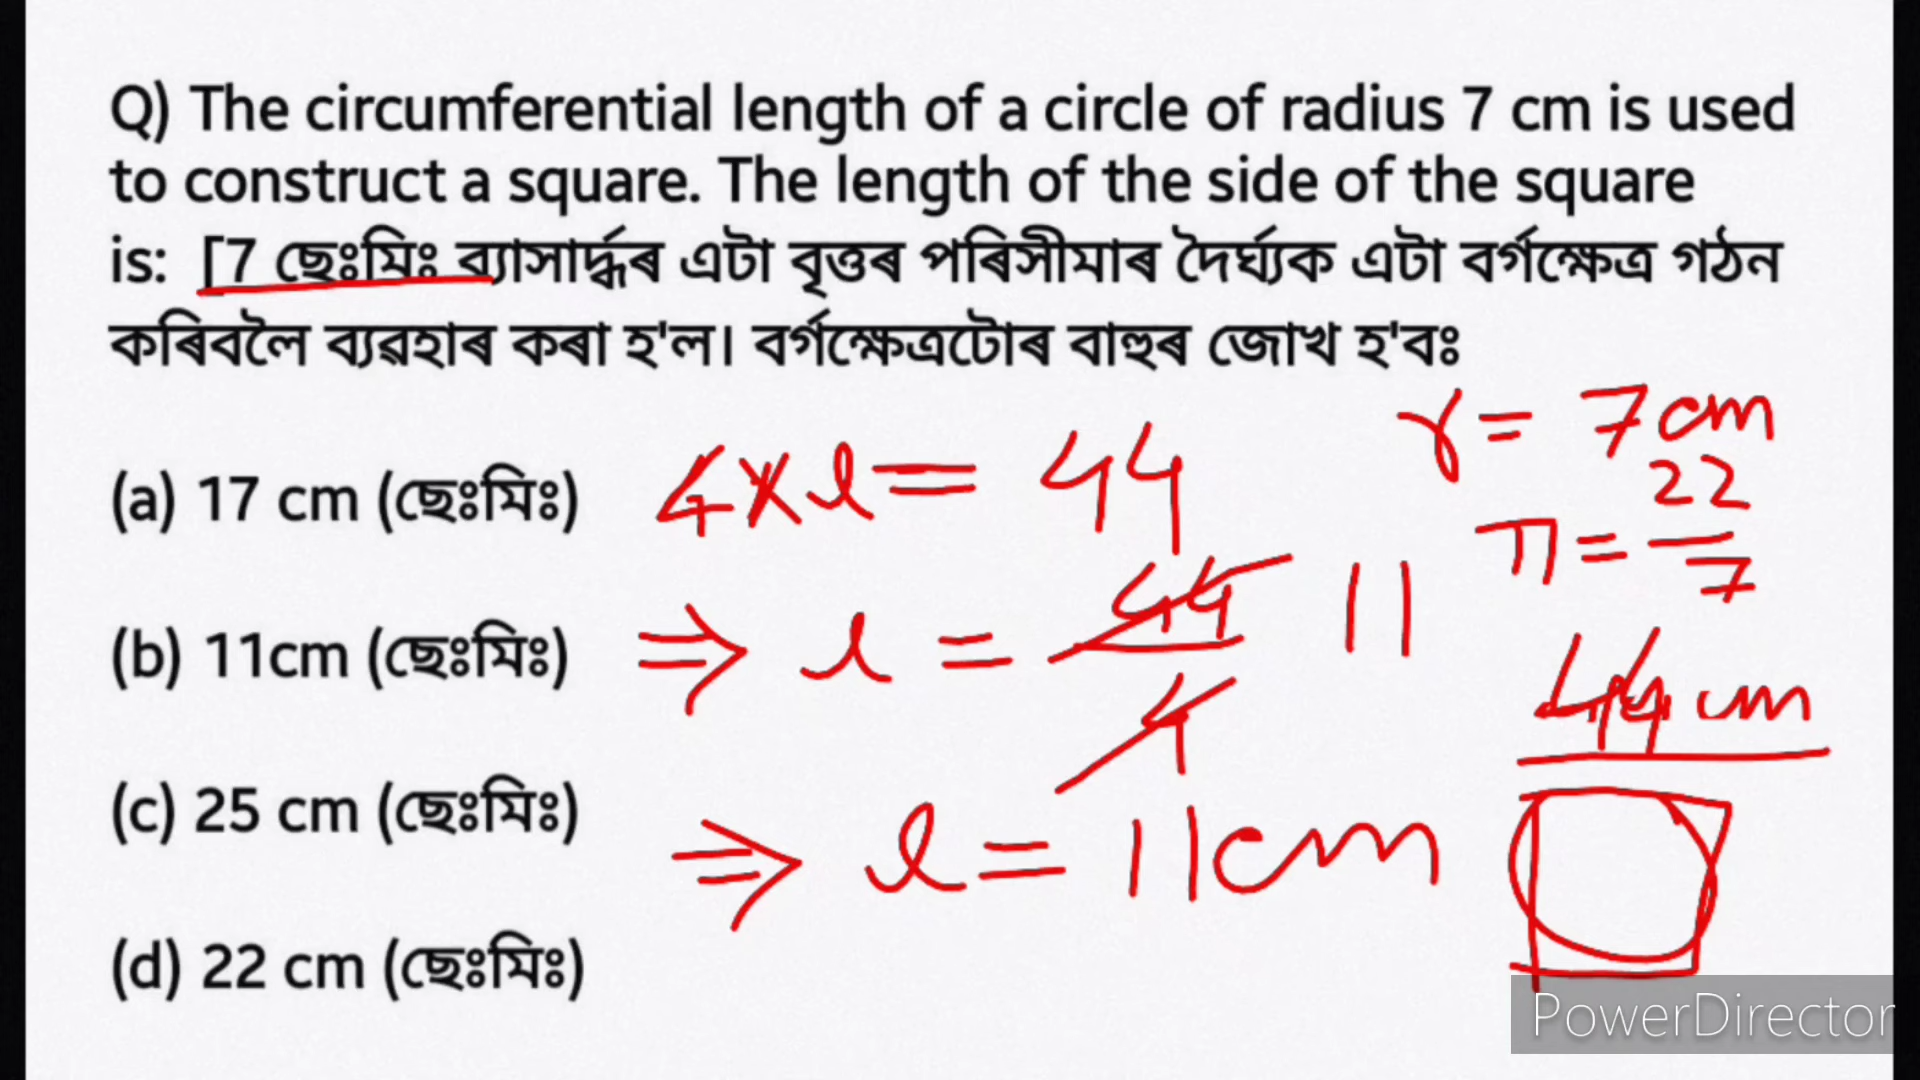 Q) The circumferential length of a circle of radius 7 cm is used
to construct a square. The length of the side of the square
is: [7 ছেঃমিঃ ব্যাসাৰ্দ্ধৰ এটা বৃত্তৰ পৰিসীমাৰ দৈৰ্ঘ্যক এটা বৰ্গক্ষেত্ৰ গঠন
কৰিবলৈ ব্যৱহাৰ কৰা হ'ল। বৰ্গক্ষেত্ৰটোৰ বাহুৰ জোখ হ'বঃ
r = 7 cm
(a) 17 cm (ছেঃমিঃ)
4 x l = 44
π = 22/7
(b) 11cm (ছেঃমিঃ)
⇒ l = 44/4 11
44 cm
(c) 25 cm (ছেঃমিঃ)
⇒ l = 11cm
(d) 22 cm (ছেঃমিঃ)
PowerDirector